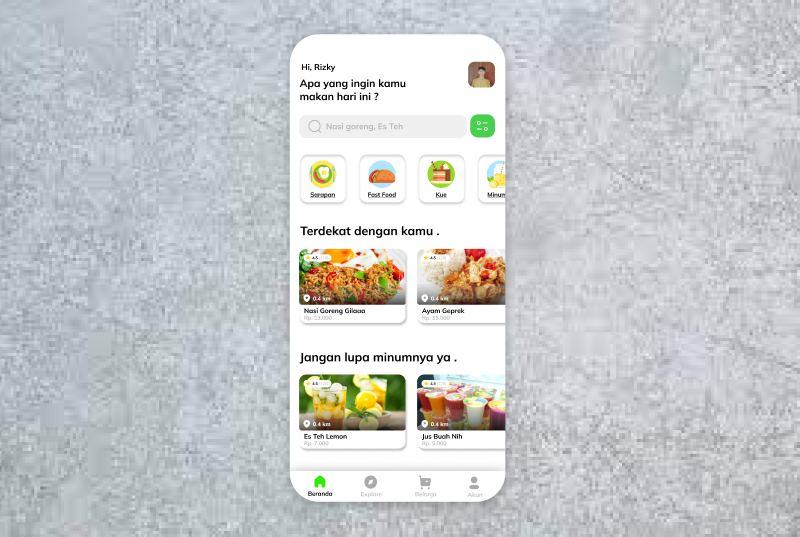 Hi, Rizky
Apa yang ingin kamu
makan hari ini ?
Nasi goreng, Es Teh
Sarapan
Fast Food
Kue
Minum
Terdekat dengan kamu .
4.5
4.5
0.4 km
0.4 km
Nasi Goreng Gilaaa
Ayam Geprek
Rp. 13.000
Rp. 15.000
Jangan lupa minumnya ya .
4.5
4.5
0.4 km
0.4 km
Es Teh Lemon
Jus Buah Nih
Rp. 7.000
Rp. 5.000
Beranda
Explore
Belanja
Akun